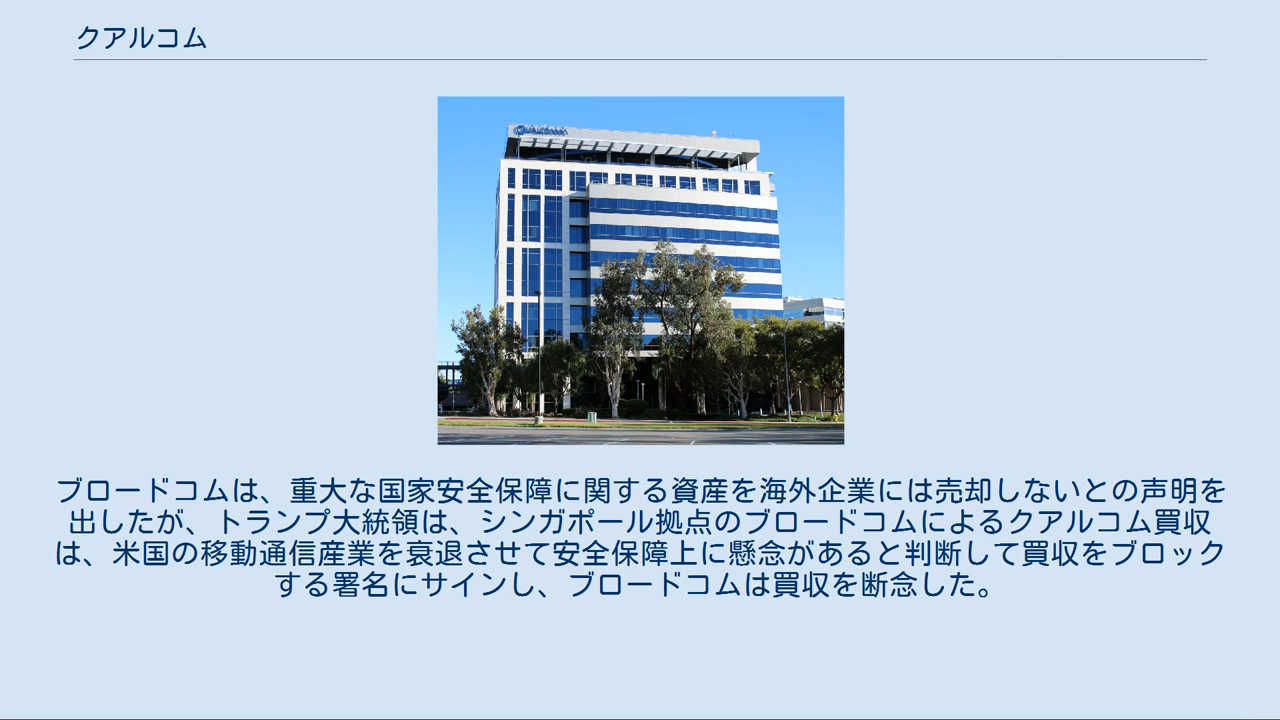 クアルコム
ブロードコムは、重大な国家安全保障に関する資産を海外企業には売却しないとの声明を
出したが、トランプ大統領は、シンガポール拠点のブロードコムによるクアルコム買収
は、米国の移動通信産業を衰退させて安全保障上に懸念があると判断して買収をブロック
する署名にサインし、ブロードコムは買収を断念した。